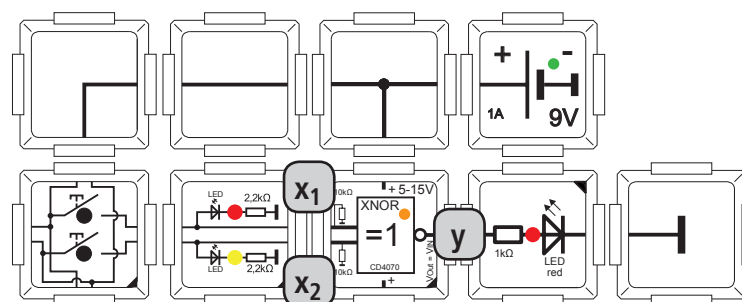 + -
1A 9V
LED 2,2kΩ
LED 2,2kΩ
x1
x2
10kΩ
10kΩ
+ 5-15V
XNOR
=1
CD4070
+
VOut = VIN
y
1kΩ
LED
red